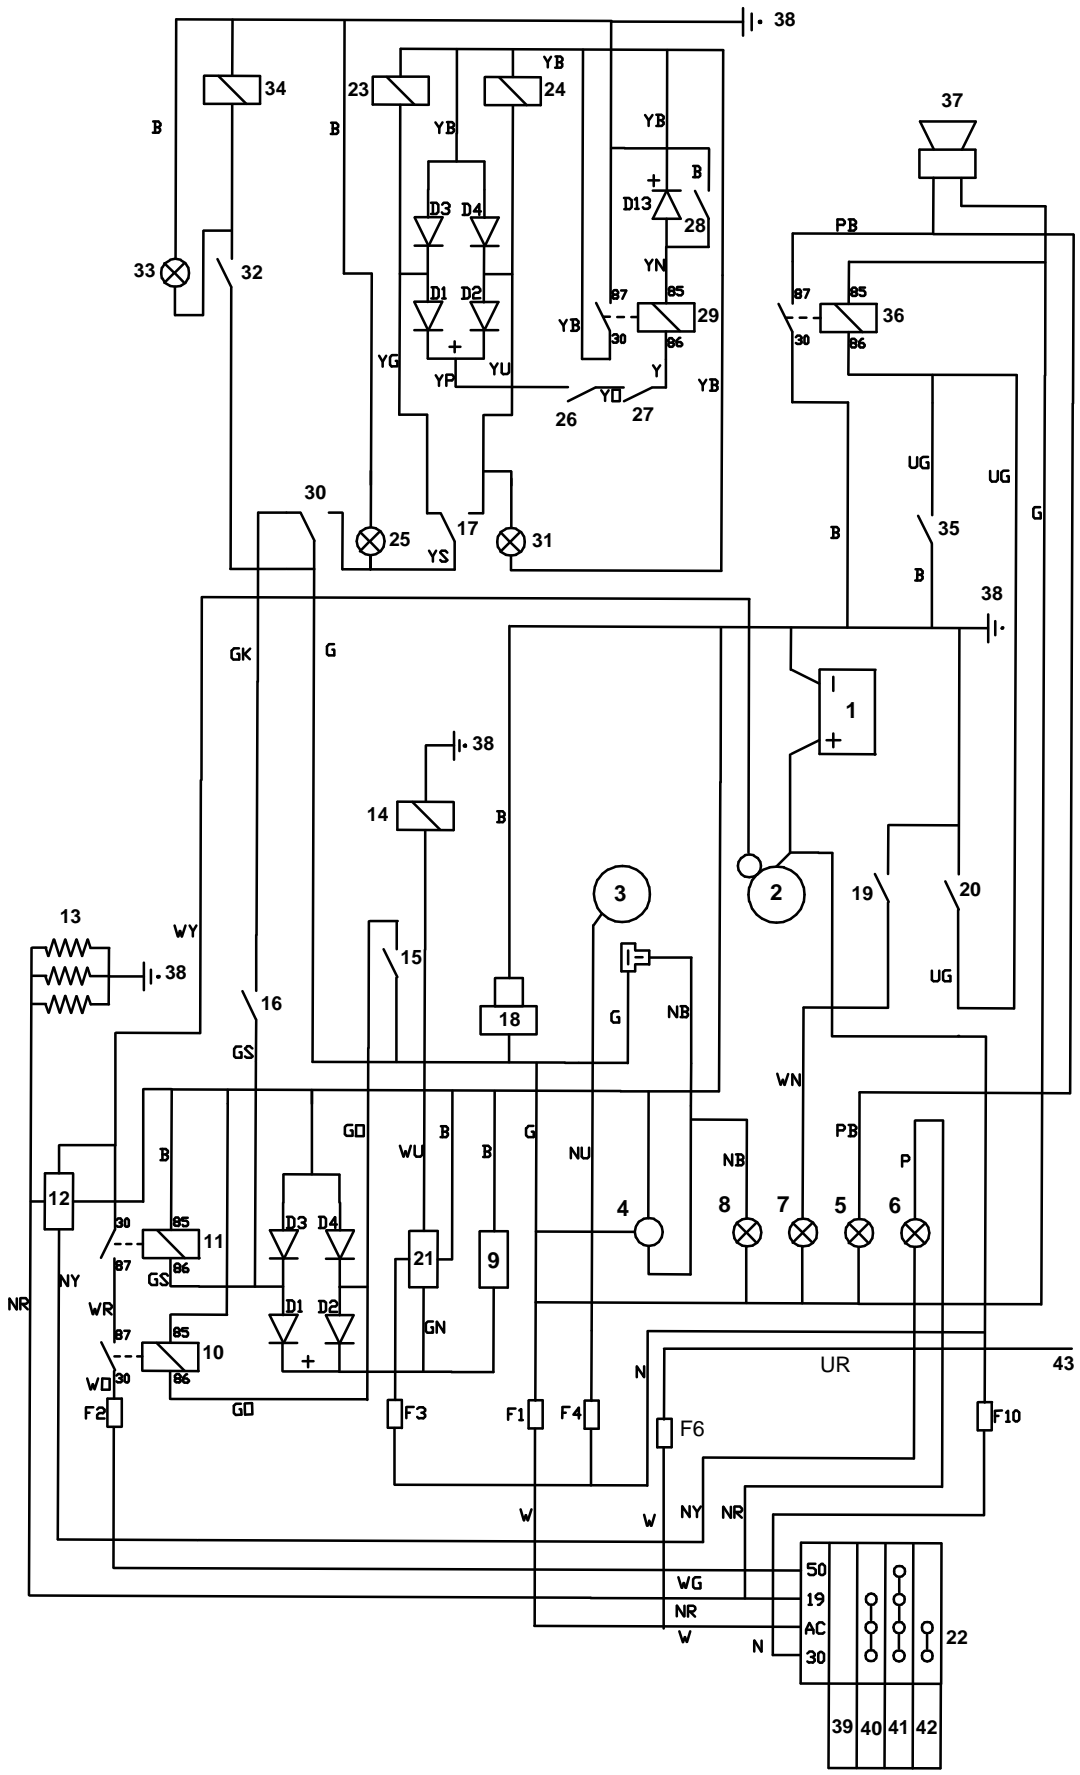 38
34
23
YB
24
37
B
B
YB
YB
B
D3
D4
+
D13
28
PB
33
32
YN
D1
D2
87
85
29
87
85
36
YB
30
86
30
86
+
YG
YP
YU
Y
YO
YB
26
27
UG
UG
30
17
G
25
YS
31
B
35
B
38
GK
G
1
+
38
14
B
3
2
19
20
13
WY
15
38
16
18
UG
G
NB
GS
WN
B
GO
WU
B
B
G
NU
NB
PB
P
12
30
85
11
D3
D4
21
9
4
8
7
5
6
87
86
NY
GS
NR
WR
D1
D2
GN
87
85
10
+
30
86
WO
N
UR
43
F2
GO
F3
F1
F4
F6
F10
W
W
NY
NR
50
WG
19
NR
AC
W
N
30
22
39
40
41
42